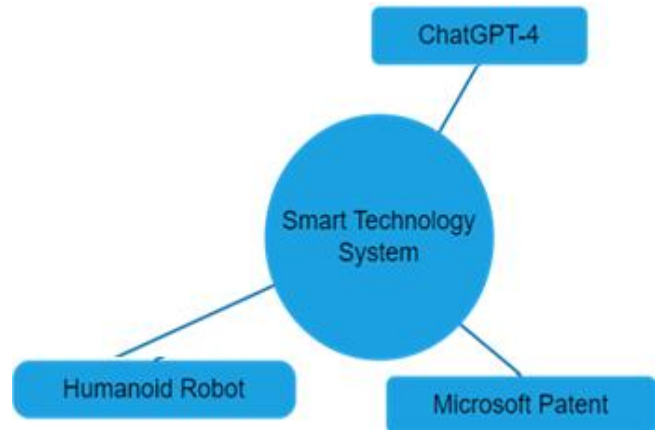 ChatGPT-4
Smart Technology
System
Humanoid Robot
Microsoft Patent